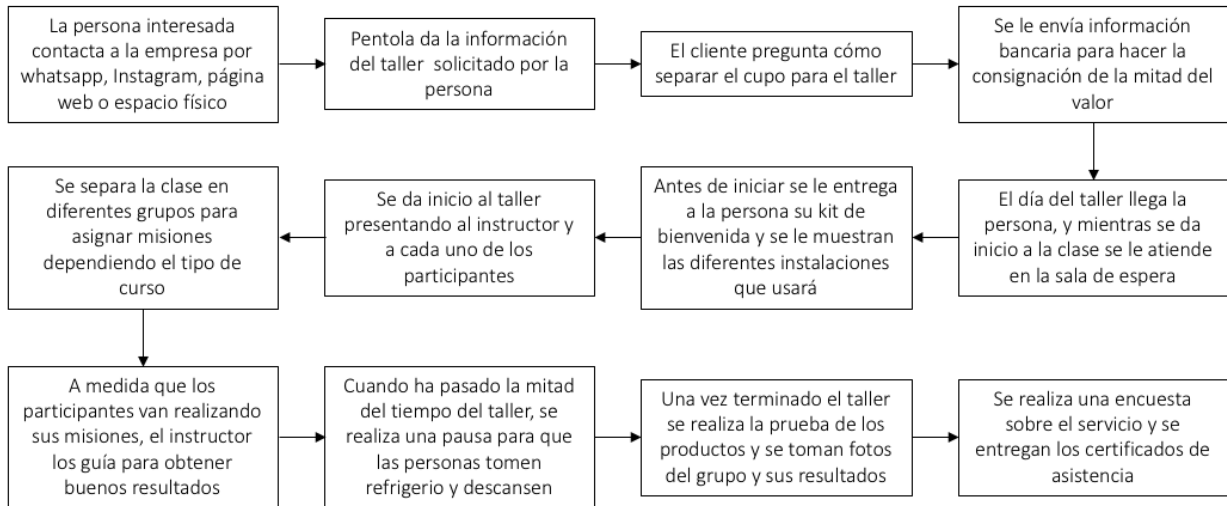 La persona interesada
contacta a la empresa por
whatsapp, Instagram, página
web o espacio físico
Pentola da la información
del taller solicitado por la
persona
El cliente pregunta cómo
separar el cupo para el taller
Se le envía información
bancaria para hacer la
consignación de la mitad del
valor
El día del taller llega la
persona, y mientras se da
inicio a la clase se le atiende
en la sala de espera
Antes de iniciar se le entrega
a la persona su kit de
bienvenida y se le muestran
las diferentes instalaciones
que usará
Se da inicio al taller
presentando al instructor y
a cada uno de los
participantes
Se separa la clase en
diferentes grupos para
asignar misiones
dependiendo el tipo de
curso
A medida que los
participantes van realizando
sus misiones, el instructor
los guía para obtener
buenos resultados
Cuando ha pasado la mitad
del tiempo del taller, se
realiza una pausa para que
las personas tomen
refrigerio y descansen
Una vez terminado el taller
se realiza la prueba de los
productos y se toman fotos
del grupo y sus resultados
Se realiza una encuesta
sobre el servicio y se
entregan los certificados de
asistencia